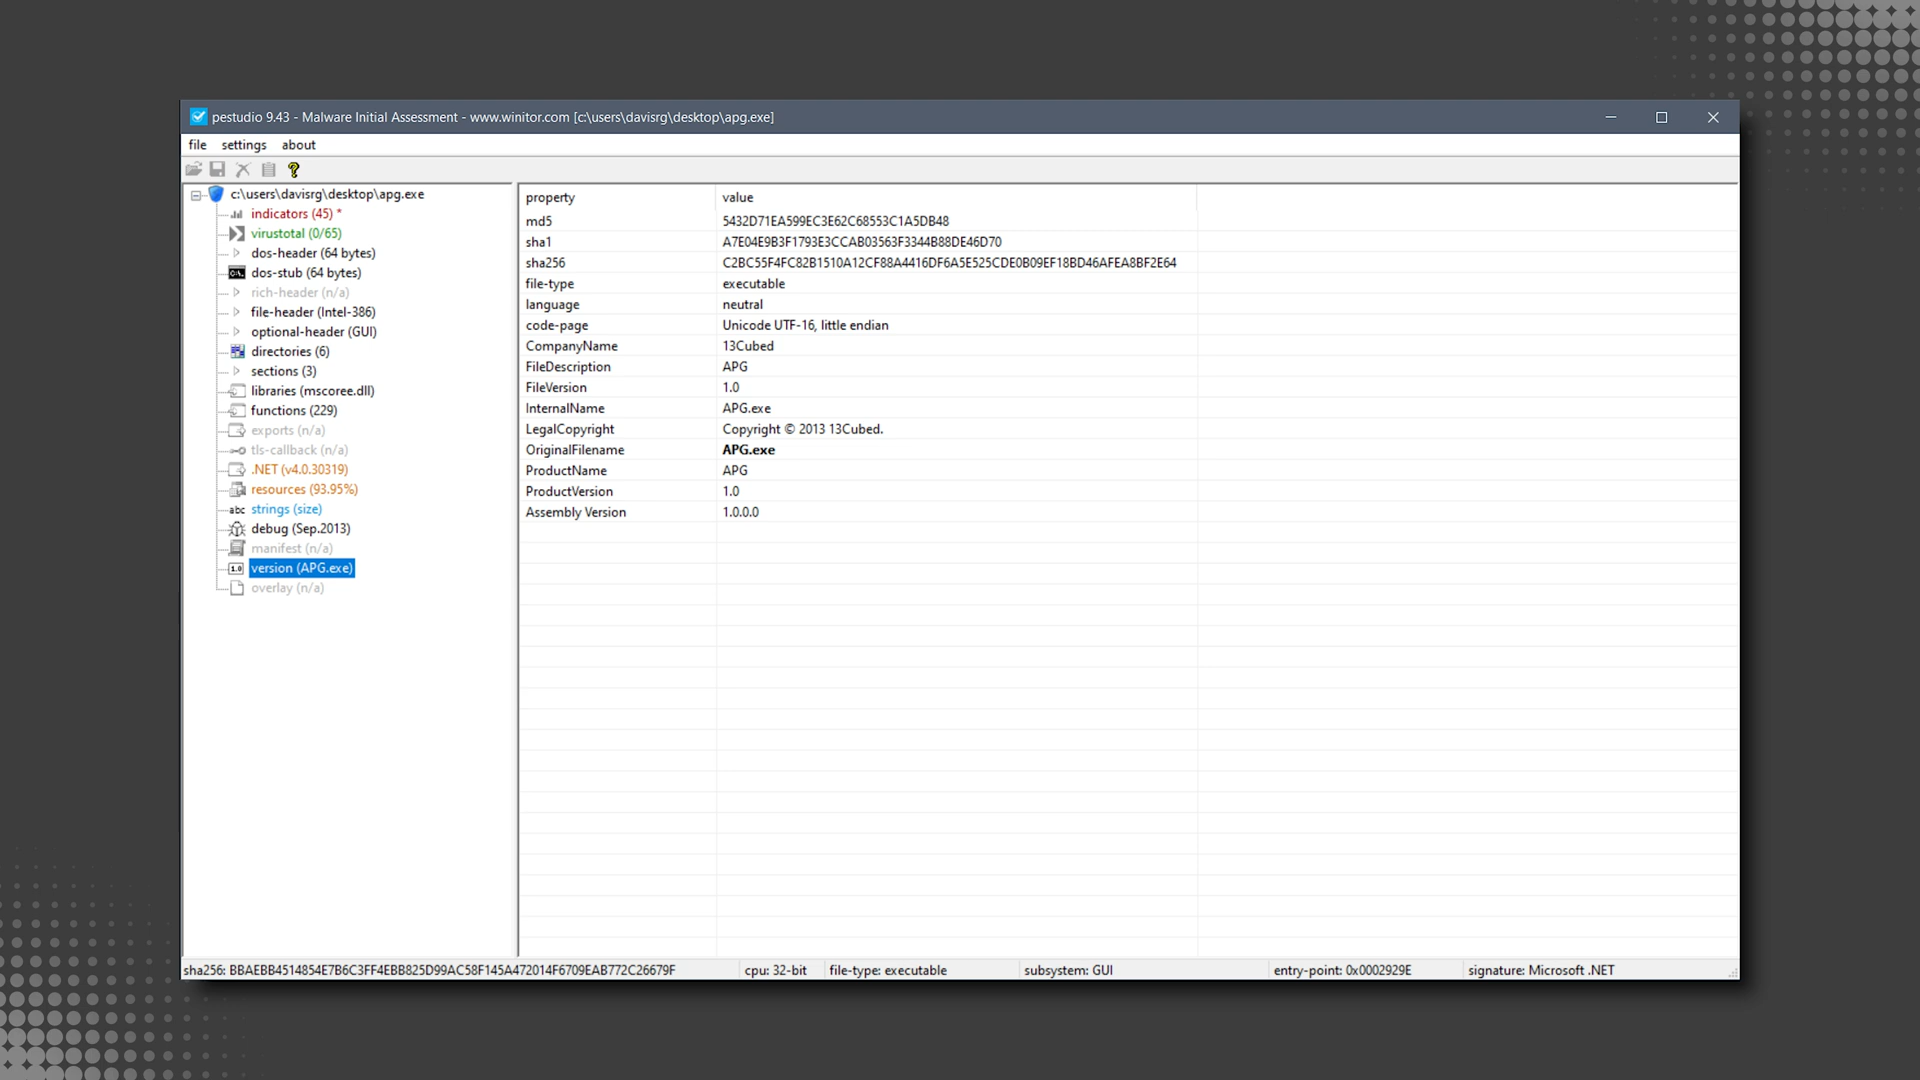 pestudio 9.43 - Malware Initial Assessment - www.winitor.com [c:\users\davisrg\desktop\apg.exe]
file settings about
c:\users\davisrg\desktop\apg.exe
indicators (45) *
virustotal (0/65)
dos-header (64 bytes)
dos-stub (64 bytes)
rich-header (n/a)
file-header (Intel-386)
optional-header (GUI)
directories (6)
sections (3)
libraries (mscoree.dll)
functions (229)
exports (n/a)
tls-callback (n/a)
.NET (v4.0.30319)
resources (93.95%)
abc strings (size)
debug (Sep.2013)
manifest (n/a)
1.0 version (APG.exe)
overlay (n/a)
property value
md5 5432D71EA599EC3E62C68553C1A5DB48
sha1 A7E04E9B3F1793E3CCAB03563F3344B88DE46D70
sha256 C2BC55F4FC82B1510A12CF88A4416DF6A5E525CDE0B09EF18BD46AFEA8BF2E64
file-type executable
language neutral
code-page Unicode UTF-16, little endian
CompanyName 13Cubed
FileDescription APG
FileVersion 1.0
InternalName APG.exe
LegalCopyright Copyright © 2013 13Cubed.
OriginalFilename APG.exe
ProductName APG
ProductVersion 1.0
Assembly Version 1.0.0.0
sha256: BBAEBB4514854E7B6C3FF4EBB825D99AC58F145A472014F6709EAB772C26679F cpu: 32-bit file-type: executable subsystem: GUI entry-point: 0x0002929E signature: Microsoft .NET